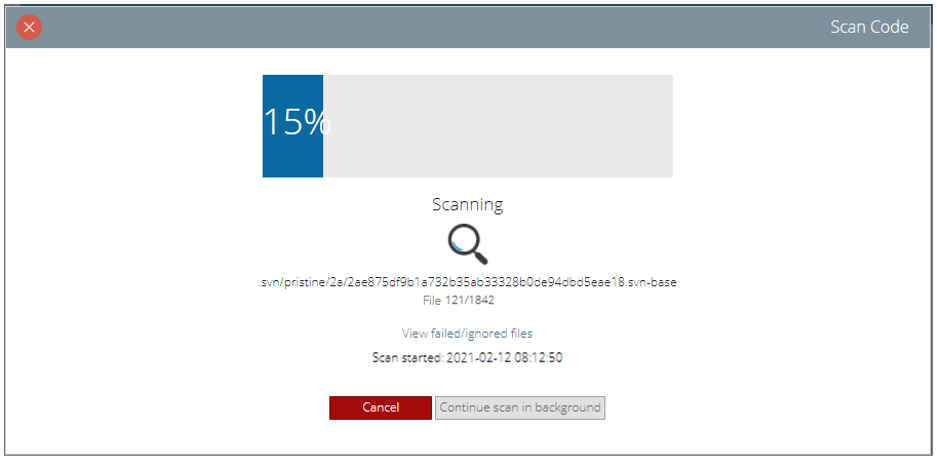 Scan Code
15%
Scanning
.svn/pristine/2a/2ae875df9b1a732b35ab33328b0de94dbd5eae18.svn-base
File 121/1842
View failed/ignored files
Scan started: 2021-02-12 08:12:50
Cancel
Continue scan in background